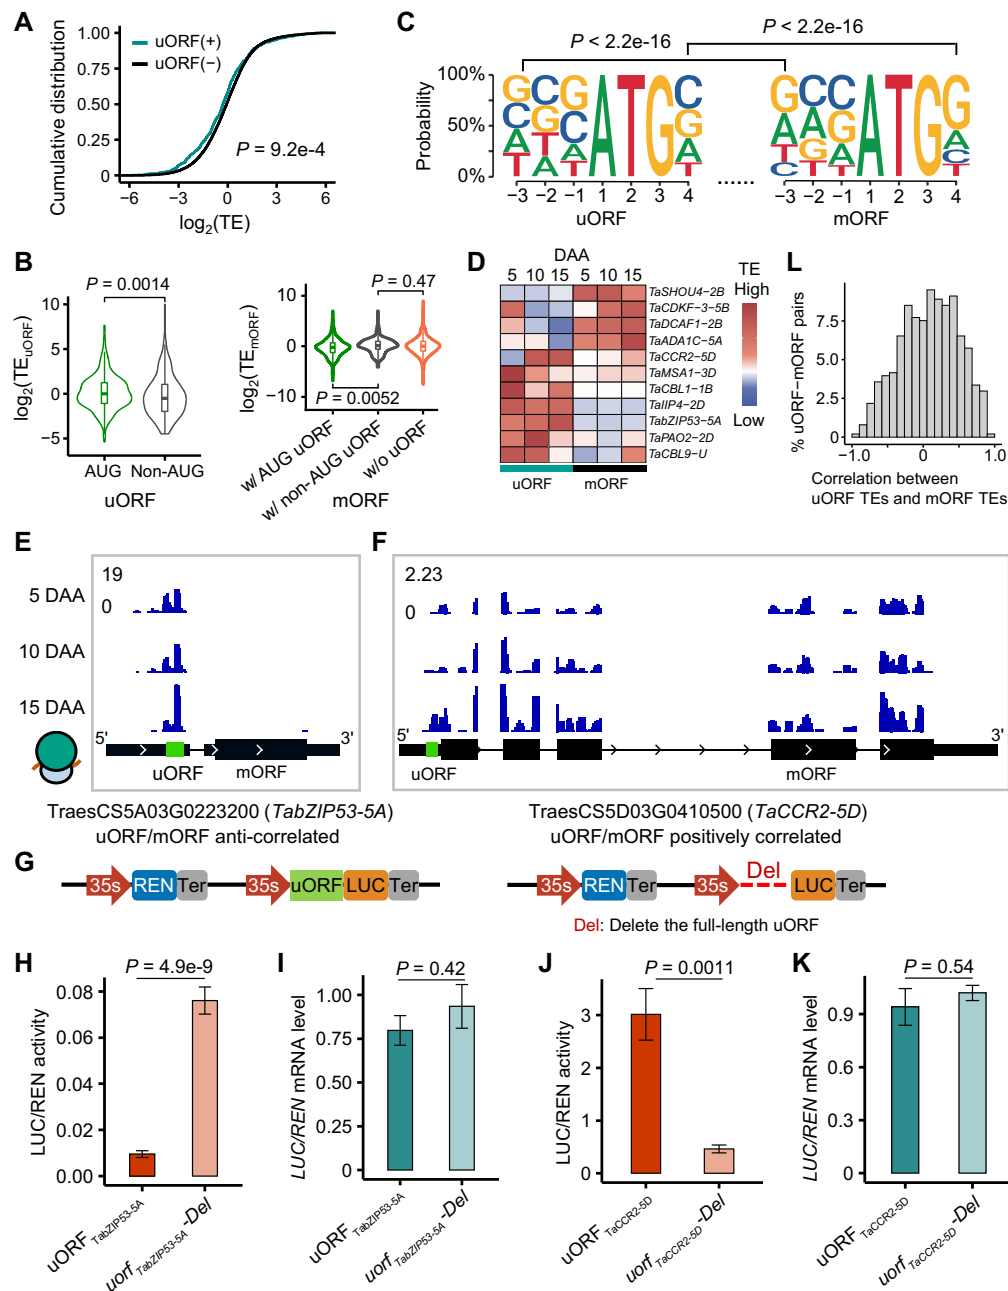 A
Cumulative distribution
1.00
0.75
0.50
0.25
0
uORF(+)
uORF(−)
P = 9.2e-4
−6 −3 0 3 6
log2(TE)
C
P < 2.2e-16
P < 2.2e-16
Probability
100%
50%
0%
G C G A T G C
C G C G
A T A A
T A T T
G C C A T G G
A A G A
T G A C
C T T T
−3 −2 −1 1 2 3 4
......
−3 −2 −1 1 2 3 4
uORF
mORF
B
P = 0.0014
log2(TEuORF)
10
5
0
−5
AUG Non-AUG
uORF
P = 0.47
log2(TEmORF)
10
0
−10
P = 0.0052
w/ AUG uORF
w/ non-AUG uORF
w/o uORF
mORF
D
DAA
5 10 15 5 10 15
TaSHOU4-2B
TaCDKF-3-5B
TaDCAF1-2B
TaADA1C-5A
TaCCR2-5D
TaMSA1-3D
TaCBL1-1B
TaIIP4-2D
TabZIP53-5A
TaPAO2-2D
TaCBL9-U
uORF mORF
TE
High
Low
L
% uORF−mORF pairs
7.5
5.0
2.5
0
−1.0 0 1.0
Correlation between
uORF TEs and mORF TEs
E
19
0
5 DAA
10 DAA
15 DAA
5'
3'
uORF
mORF
TraesCS5A03G0223200 (TabZIP53-5A)
uORF/mORF anti-correlated
F
2.23
0
5'
3'
uORF
mORF
TraesCS5D03G0410500 (TaCCR2-5D)
uORF/mORF positively correlated
G
35s REN Ter 35s uORF LUC Ter
35s REN Ter 35s Del LUC Ter
Del: Delete the full-length uORF
H
P = 4.9e-9
LUC/REN activity
0.08
0.06
0.04
0.02
0.00
uORF TabZIP53-5A
uorf TabZIP53-5A-Del
I
P = 0.42
LUC/REN mRNA level
1.00
0.75
0.50
0.25
0
uORF TabZIP53-5A
uorf TabZIP53-5A-Del
J
P = 0.0011
LUC/REN activity
3
2
1
0
uORF TaCCR2-5D
uorf TaCCR2-5D-Del
K
P = 0.54
LUC/REN mRNA level
0.9
0.6
0.3
0
uORF TaCCR2-5D
uorf TaCCR2-5D-Del